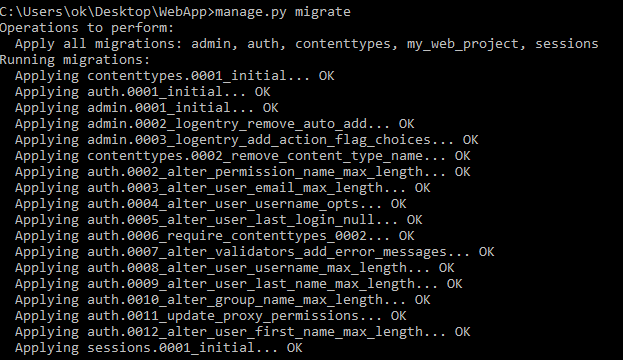 C:\Users\ok\Desktop\WebApp>manage.py migrate
Operations to perform:
  Apply all migrations: admin, auth, contenttypes, my_web_project, sessions
Running migrations:
  Applying contenttypes.0001_initial... OK
  Applying auth.0001_initial... OK
  Applying admin.0001_initial... OK
  Applying admin.0002_logentry_remove_auto_add... OK
  Applying admin.0003_logentry_add_action_flag_choices... OK
  Applying contenttypes.0002_remove_content_type_name... OK
  Applying auth.0002_alter_permission_name_max_length... OK
  Applying auth.0003_alter_user_email_max_length... OK
  Applying auth.0004_alter_user_username_opts... OK
  Applying auth.0005_alter_user_last_login_null... OK
  Applying auth.0006_require_contenttypes_0002... OK
  Applying auth.0007_alter_validators_add_error_messages... OK
  Applying auth.0008_alter_user_username_max_length... OK
  Applying auth.0009_alter_user_last_name_max_length... OK
  Applying auth.0010_alter_group_name_max_length... OK
  Applying auth.0011_update_proxy_permissions... OK
  Applying auth.0012_alter_user_first_name_max_length... OK
  Applying sessions.0001_initial... OK